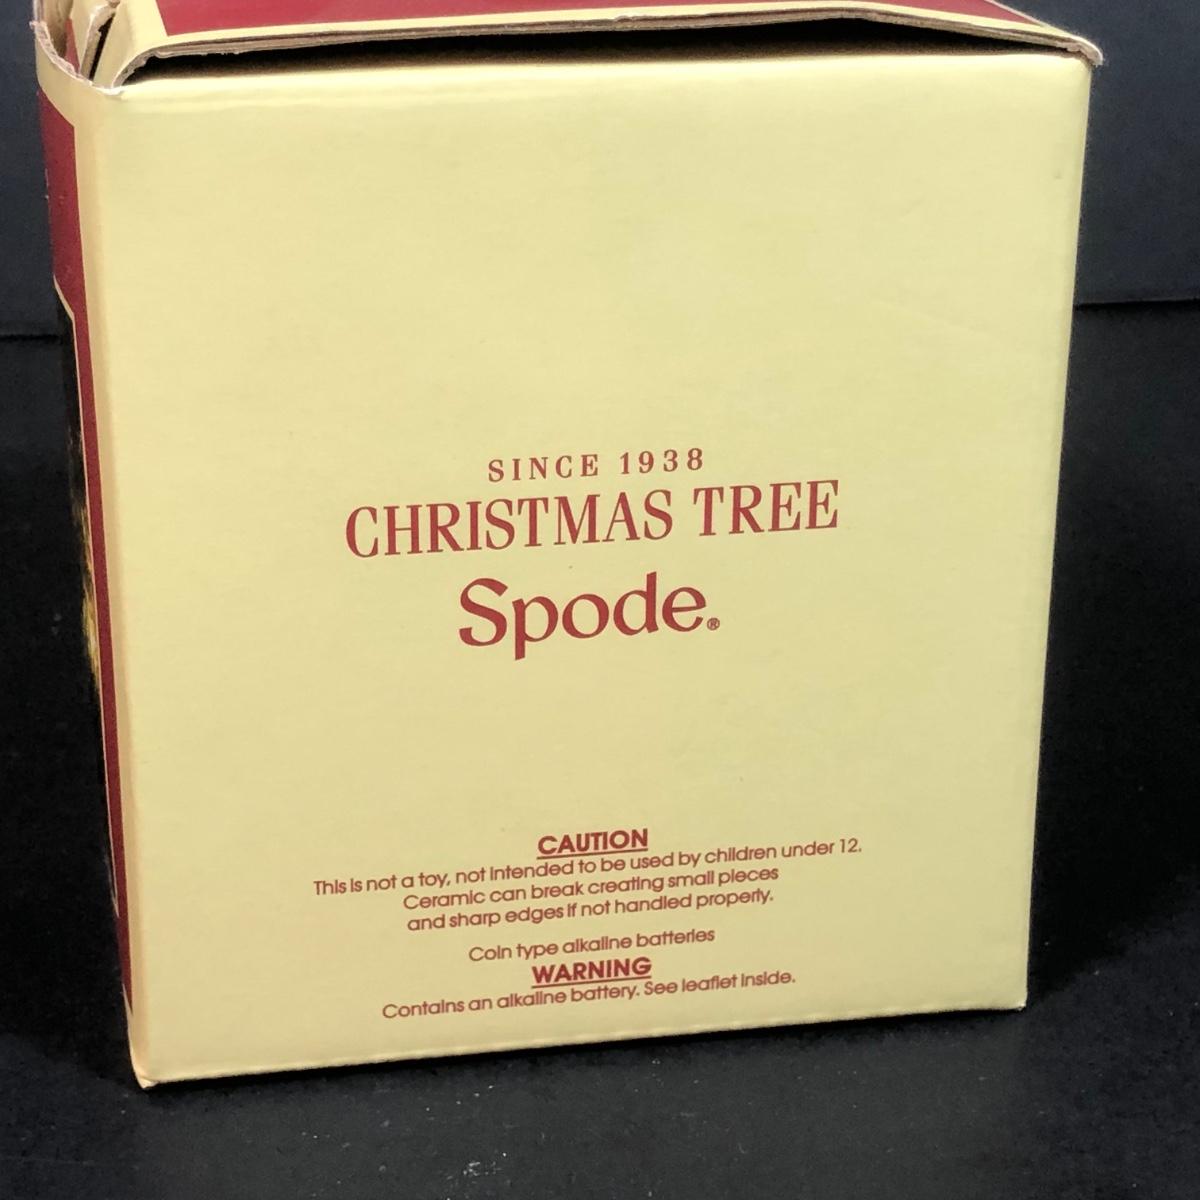 SINCE 1938
CHRISTMAS TREE
Spode®
CAUTION
This is not a toy, not intended to be used by children under 12.
Ceramic can break creating small pieces
and sharp edges if not handled properly.
Coin type alkaline batteries
WARNING
Contains an alkaline battery. See leaflet inside.